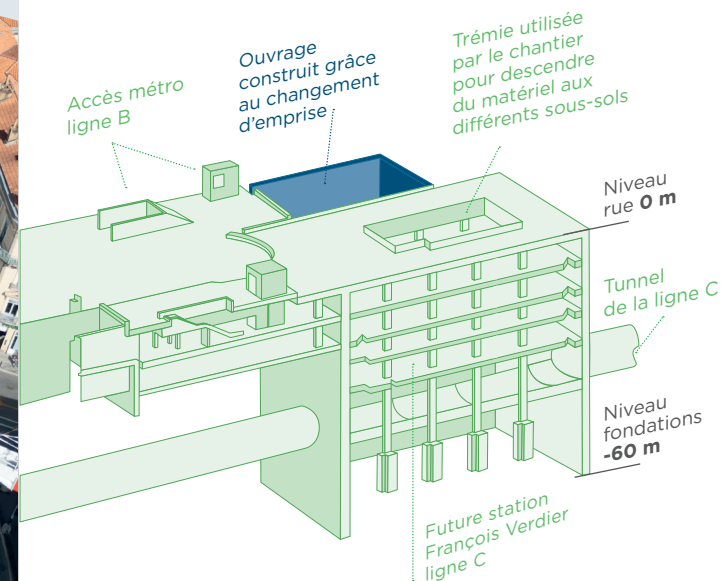 Accès métro
ligne B
Ouvrage
construit grâce
au changement
d'emprise
Trémie utilisée
par le chantier
pour descendre
du matériel aux
différents sous-sols
Niveau
rue 0 m
Tunnel
de la ligne C
Niveau
fondations
-60 m
Future station
François Verdier
ligne C